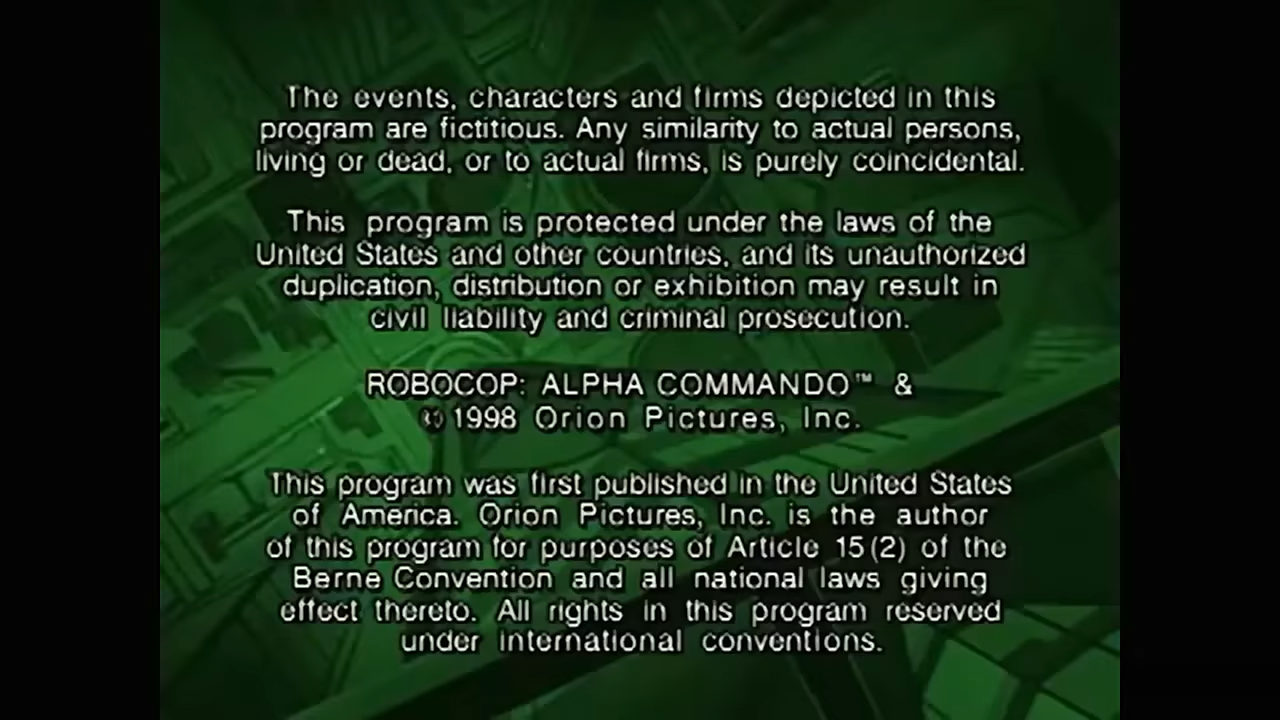 The events, characters and firms depicted in this
program are fictitious. Any similarity to actual persons,
living or dead, or to actual firms, is purely coincidental.
This program is protected under the laws of the
United States and other countries, and its unauthorized
duplication, distribution or exhibition may result in
civil liability and criminal prosecution.
ROBOCOP: ALPHA COMMANDO™ &
© 1998 Orion Pictures, Inc.
This program was first published in the United States
of America. Orion Pictures, Inc. is the author
of this program for purposes of Article 15(2) of the
Berne Convention and all national laws giving
effect thereto. All rights in this program reserved
under international conventions.